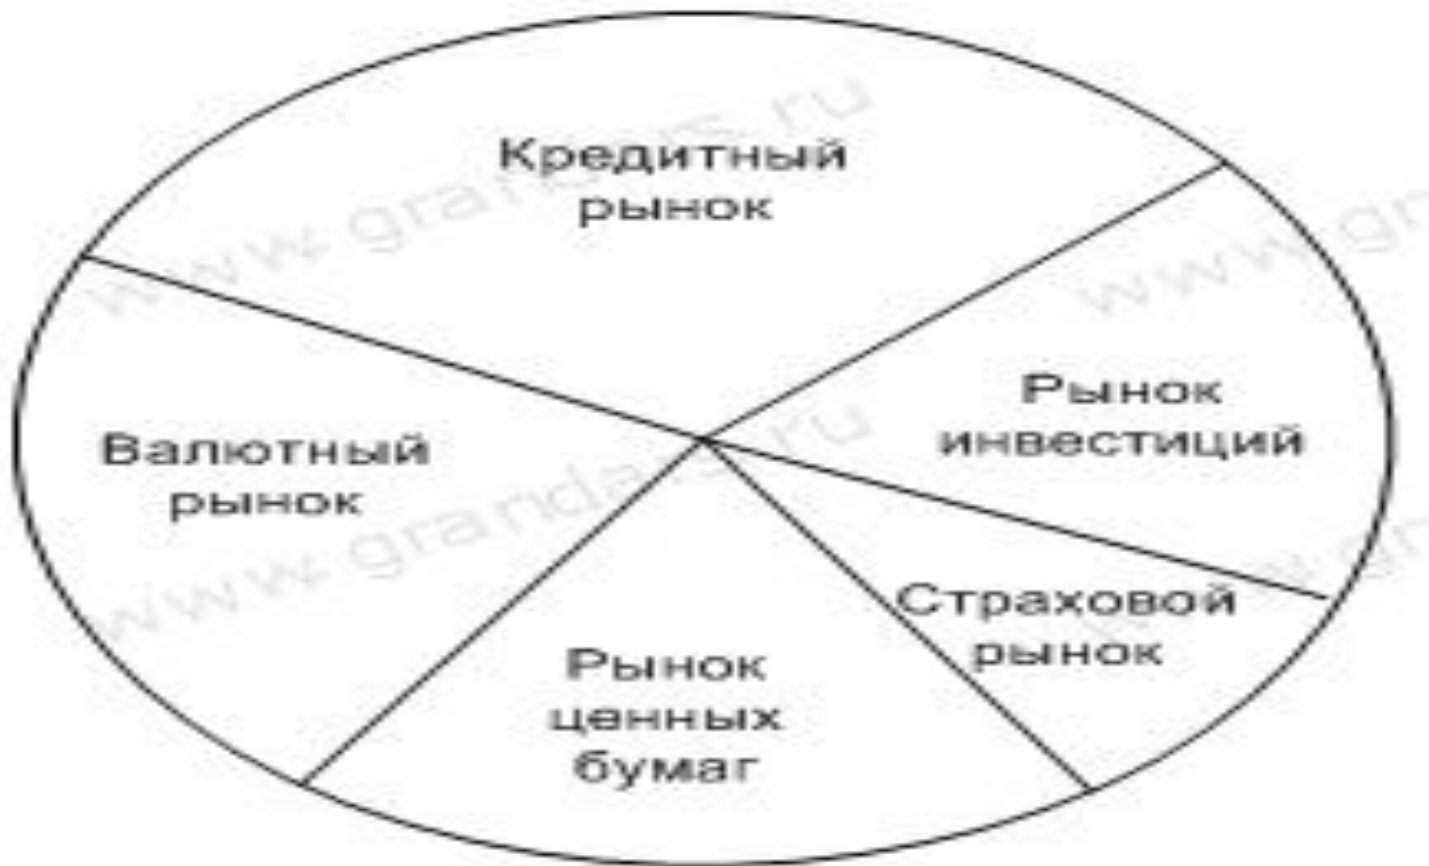 Кредитный
рынок
Рынок
инвестиций
Валютный
рынок
Страховой
рынок
Рынок
ценных
бумаг